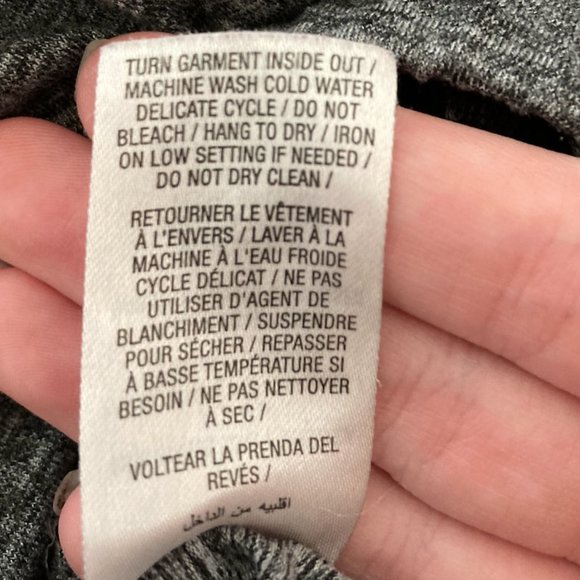 TURN GARMENT INSIDE OUT /
MACHINE WASH COLD WATER
DELICATE CYCLE / DO NOT
BLEACH / HANG TO DRY / IRON
ON LOW SETTING IF NEEDED /
DO NOT DRY CLEAN /
RETOURNER LE VÊTEMENT
À L'ENVERS / LAVER À LA
MACHINE À L'EAU FROIDE
CYCLE DÉLICAT / NE PAS
UTILISER D'AGENT DE
BLANCHIMENT / SUSPENDRE
POUR SÉCHER / REPASSER
À BASSE TEMPÉRATURE SI
BESOIN / NE PAS NETTOYER
À SEC /
VOLTEAR LA PRENDA DEL
REVÉS /
اقلبيه من الداخل